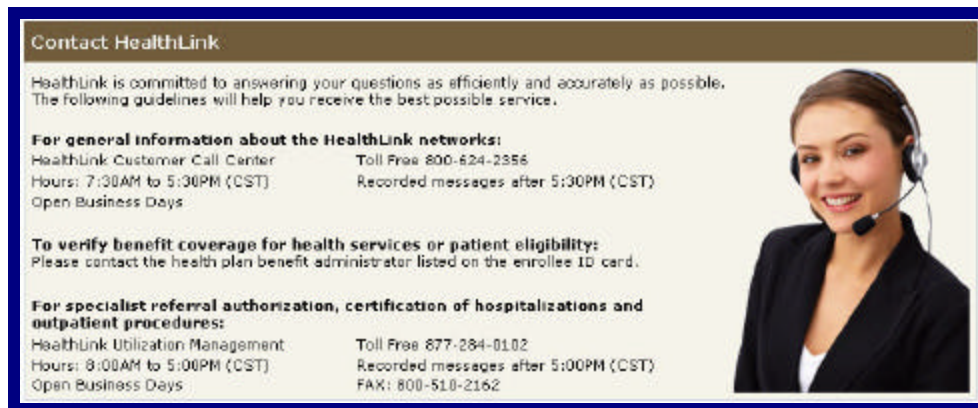 Contact HealthLink
HealthLink is committed to answering your questions as efficiently and accurately as possible.
The following guidelines will help you receive the best possible service.
For general information about the HealthLink networks:
HealthLink Customer Call Center Toll Free 800-624-2356
Hours: 7:30AM to 5:30PM (CST) Recorded messages after 5:30PM (CST)
Open Business Days
To verify benefit coverage for health services or patient eligibility:
Please contact the health plan benefit administrator listed on the enrollee ID card.
For specialist referral authorization, certification of hospitalizations and
outpatient procedures:
HealthLink Utilization Management Toll Free 877-284-0102
Hours: 8:00AM to 5:00PM (CST) Recorded messages after 5:00PM (CST)
Open Business Days FAX: 800-510-2162